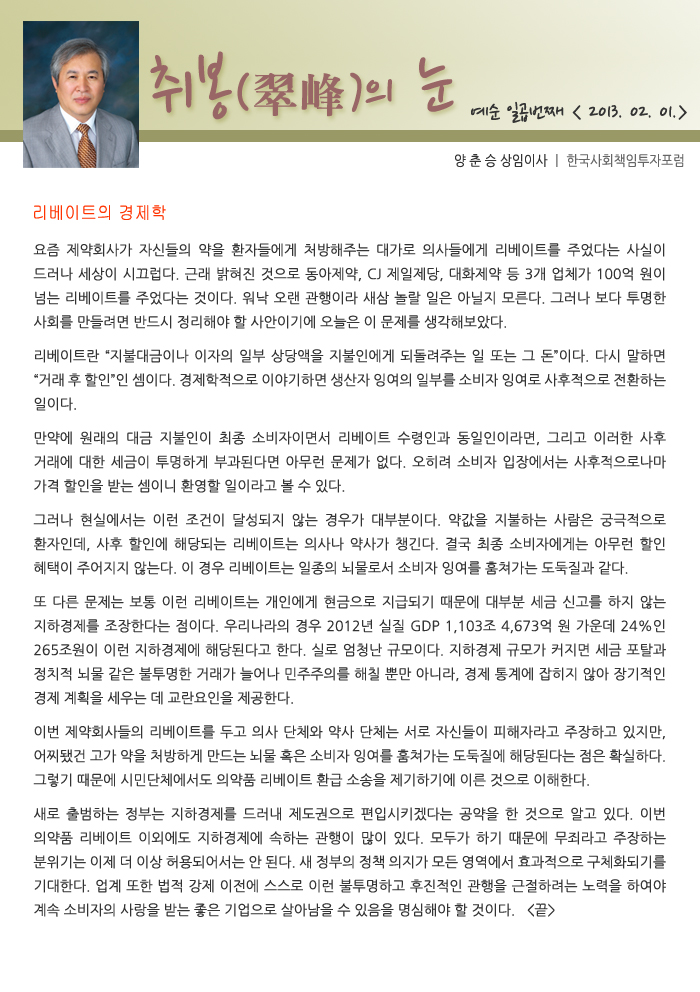 취봉(翠峰)의 눈
예순 일곱번째 < 2013. 02. 01.>
양 춘 승 상임이사 | 한국사회책임투자포럼
리베이트의 경제학
요즘 제약회사가 자신들의 약을 환자들에게 처방해주는 대가로 의사들에게 리베이트를 주었다는 사실이
드러나 세상이 시끄럽다. 근래 밝혀진 것으로 동아제약, CJ 제일제당, 대화제약 등 3개 업체가 100억 원이
넘는 리베이트를 주었다는 것이다. 워낙 오랜 관행이라 새삼 놀랄 일은 아닐지 모른다. 그러나 보다 투명한
사회를 만들려면 반드시 정리해야 할 사안이기에 오늘은 이 문제를 생각해보았다.
리베이트란 “지불대금이나 이자의 일부 상당액을 지불인에게 되돌려주는 일 또는 그 돈”이다. 다시 말하면
“거래 후 할인”인 셈이다. 경제학적으로 이야기하면 생산자 잉여의 일부를 소비자 잉여로 사후적으로 전환하는
일이다.
만약에 원래의 대금 지불인이 최종 소비자이면서 리베이트 수령인과 동일인이라면, 그리고 이러한 사후
거래에 대한 세금이 투명하게 부과된다면 아무런 문제가 없다. 오히려 소비자 입장에서는 사후적으로나마
가격 할인을 받는 셈이니 환영할 일이라고 볼 수 있다.
그러나 현실에서는 이런 조건이 달성되지 않는 경우가 대부분이다. 약값을 지불하는 사람은 궁극적으로
환자인데, 사후 할인에 해당되는 리베이트는 의사나 약사가 챙긴다. 결국 최종 소비자에게는 아무런 할인
혜택이 주어지지 않는다. 이 경우 리베이트는 일종의 뇌물로서 소비자 잉여를 훔쳐가는 도둑질과 같다.
또 다른 문제는 보통 이런 리베이트는 개인에게 현금으로 지급되기 때문에 대부분 세금 신고를 하지 않는
지하경제를 조장한다는 점이다. 우리나라의 경우 2012년 실질 GDP 1,103조 4,673억 원 가운데 24%인
265조원이 이런 지하경제에 해당된다고 한다. 실로 엄청난 규모이다. 지하경제 규모가 커지면 세금 포탈과
정치적 뇌물 같은 불투명한 거래가 늘어나 민주주의를 해칠 뿐만 아니라, 경제 통계에 잡히지 않아 장기적인
경제 계획을 세우는 데 교란요인을 제공한다.
이번 제약회사들의 리베이트를 두고 의사 단체와 약사 단체는 서로 자신들이 피해자라고 주장하고 있지만,
어찌됐건 고가 약을 처방하게 만드는 뇌물 혹은 소비자 잉여를 훔쳐가는 도둑질에 해당된다는 점은 확실하다.
그렇기 때문에 시민단체에서도 의약품 리베이트 환급 소송을 제기하기에 이른 것으로 이해한다.
새로 출범하는 정부는 지하경제를 드러내 제도권으로 편입시키겠다는 공약을 한 것으로 알고 있다. 이번
의약품 리베이트 이외에도 지하경제에 속하는 관행이 많이 있다. 모두가 하기 때문에 무죄라고 주장하는
분위기는 이제 더 이상 허용되어서는 안 된다. 새 정부의 정책 의지가 모든 영역에서 효과적으로 구체화되기를
기대한다. 업계 또한 법적 강제 이전에 스스로 이런 불투명하고 후진적인 관행을 근절하려는 노력을 하여야
계속 소비자의 사랑을 받는 좋은 기업으로 살아남을 수 있음을 명심해야 할 것이다. <끝>